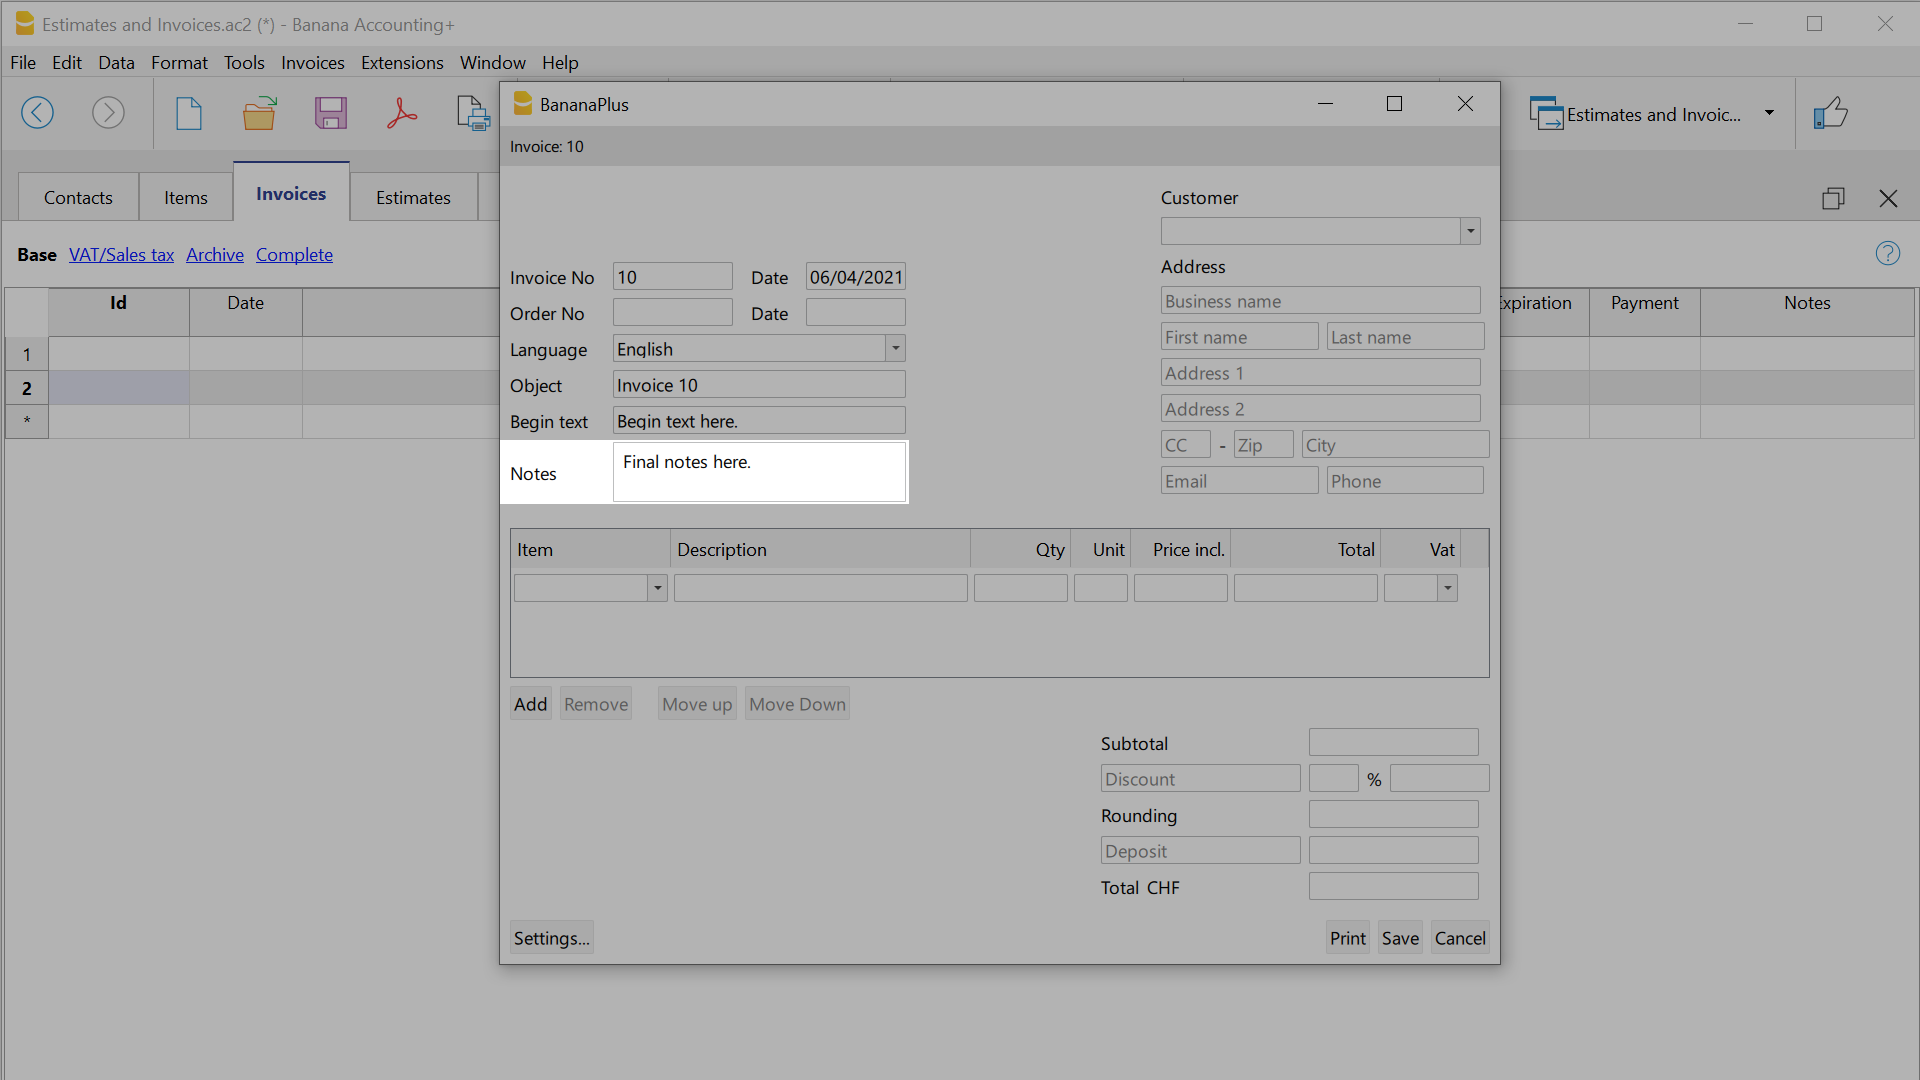 Estimates and Invoices.ac2 (*) - Banana Accounting+
File Edit Data Format Tools Invoices Extensions Window Help
BananaPlus
Estimates and Invoic...
Invoice: 10
Contacts Items Invoices Estimates
Base VAT/Sales tax Archive Complete
Id Date Expiration Payment Notes
1
2
*
Customer
Address
Invoice No 10 Date 06/04/2021
Business name
Order No Date
First name Last name
Language English
Address 1
Object Invoice 10
Address 2
Begin text Begin text here.
CC - Zip City
Notes Final notes here.
Email Phone
Item Description Qty Unit Price incl. Total Vat
Add Remove Move up Move Down
Subtotal
Discount %
Rounding
Deposit
Total CHF
Settings... Print Save Cancel